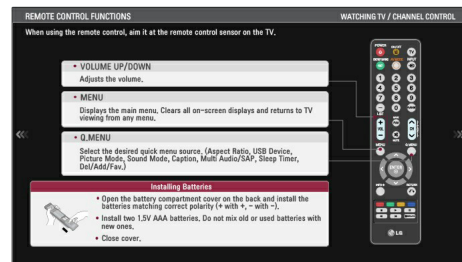 REMOTE CONTROL FUNCTIONS
WATCHING TV / CHANNEL CONTROL
When using the remote control, aim it at the remote control sensor on the TV.
• VOLUME UP/DOWN
Adjusts the volume.
• MENU
Displays the main menu. Clears all on-screen displays and returns to TV
viewing from any menu.
• Q.MENU
Select the desired quick menu source. (Aspect Ratio, USB Device,
Picture Mode, Sound Mode, Caption, Multi Audio/SAP, Sleep Timer,
Del/Add/Fav.)
Installing Batteries
• Open the battery compartment cover on the back and install the
batteries matching correct polarity (+ with +, - with -).
• Install two 1.5V AAA batteries. Do not mix old or used batteries with
new ones.
• Close cover.
POWER
TV
INPUT
1 2 3
4 5 6
7 8 9
0
MENU
Q.MENU
ENTER
LG